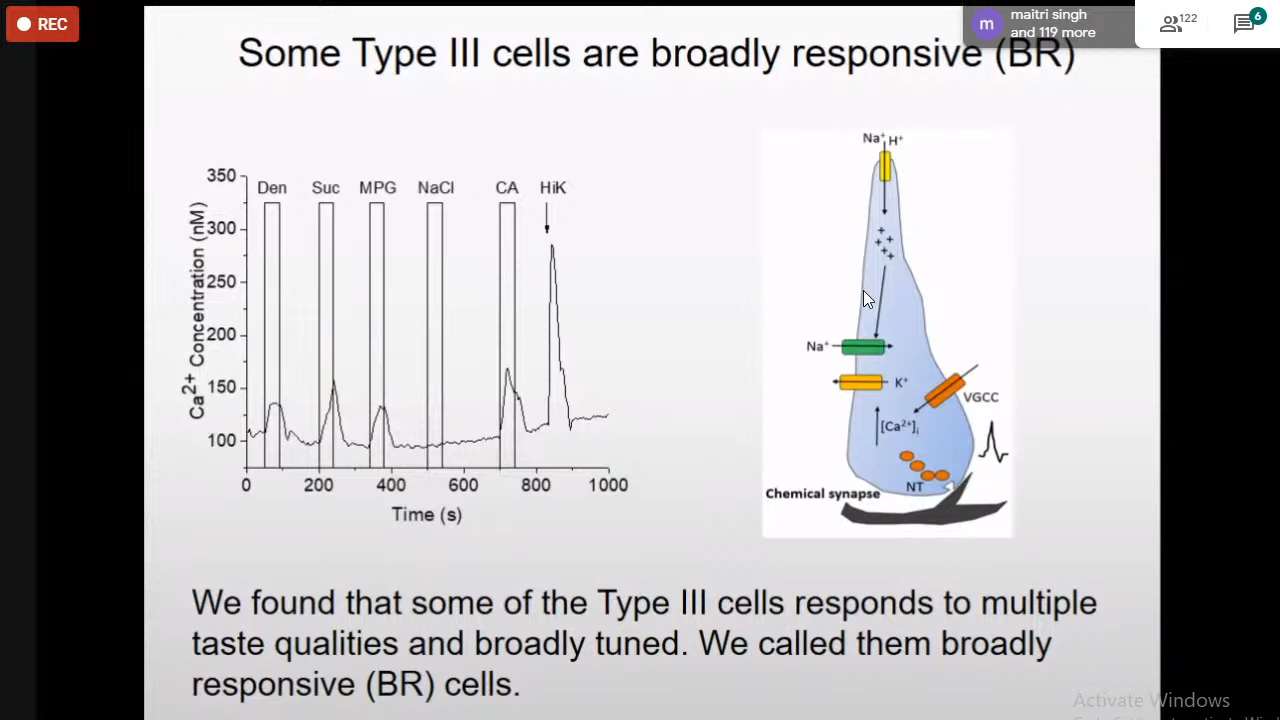 REC
m
maitri singh
and 119 more
122
6
Some Type III cells are broadly responsive (BR)
Den Suc MPG NaCl CA HiK
350
300
250
200
150
100
Ca2+ Concentration (nM)
0 200 400 600 800 1000
Time (s)
Na+ H+
+ + + + +
Na+
K+
VGCC
[Ca2+]i
NT
Chemical synapse
We found that some of the Type III cells responds to multiple
taste qualities and broadly tuned. We called them broadly
responsive (BR) cells.
Activate Windows